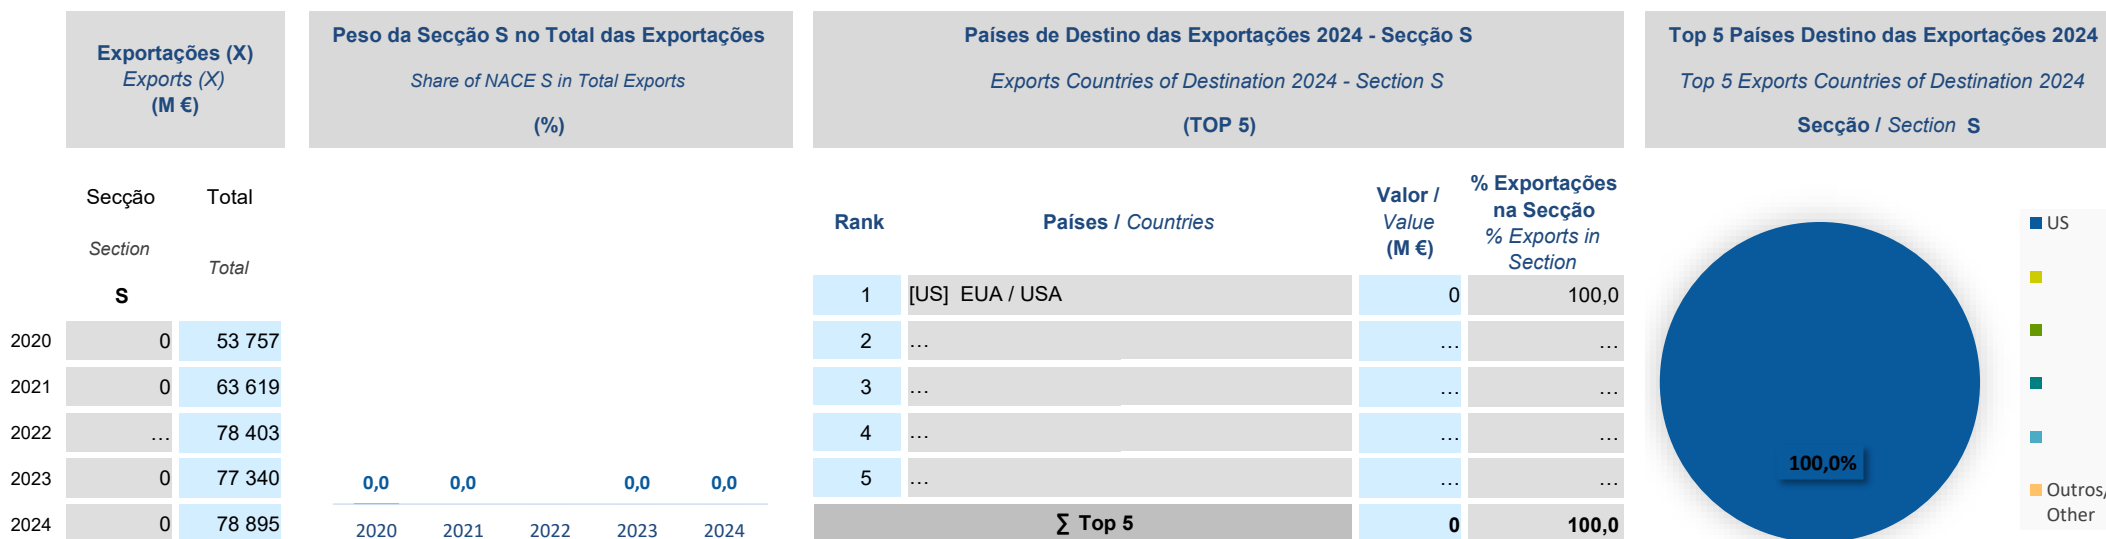 Exportações (X)
Exports (X)
(M €)
Peso da Secção S no Total das Exportações
Share of NACE S in Total Exports
(%)
Países de Destino das Exportações 2024 - Secção S
Exports Countries of Destination 2024 - Section S
(TOP 5)
Top 5 Países Destino das Exportações 2024
Top 5 Exports Countries of Destination 2024
Secção / Section S
Secção Total
Section
Total
S
2020 0 53 757
2021 0 63 619
2022 … 78 403
2023 0 77 340
2024 0 78 895
0,0 0,0 0,0 0,0
2020 2021 2022 2023 2024
Rank
Países / Countries
Valor /
Value
(M €)
% Exportações
na Secção
% Exports in
Section
1 [US] EUA / USA 0 100,0
2 … … …
3 … … …
4 … … …
5 … … …
∑ Top 5 0 100,0
100,0%
US
Outros/
Other